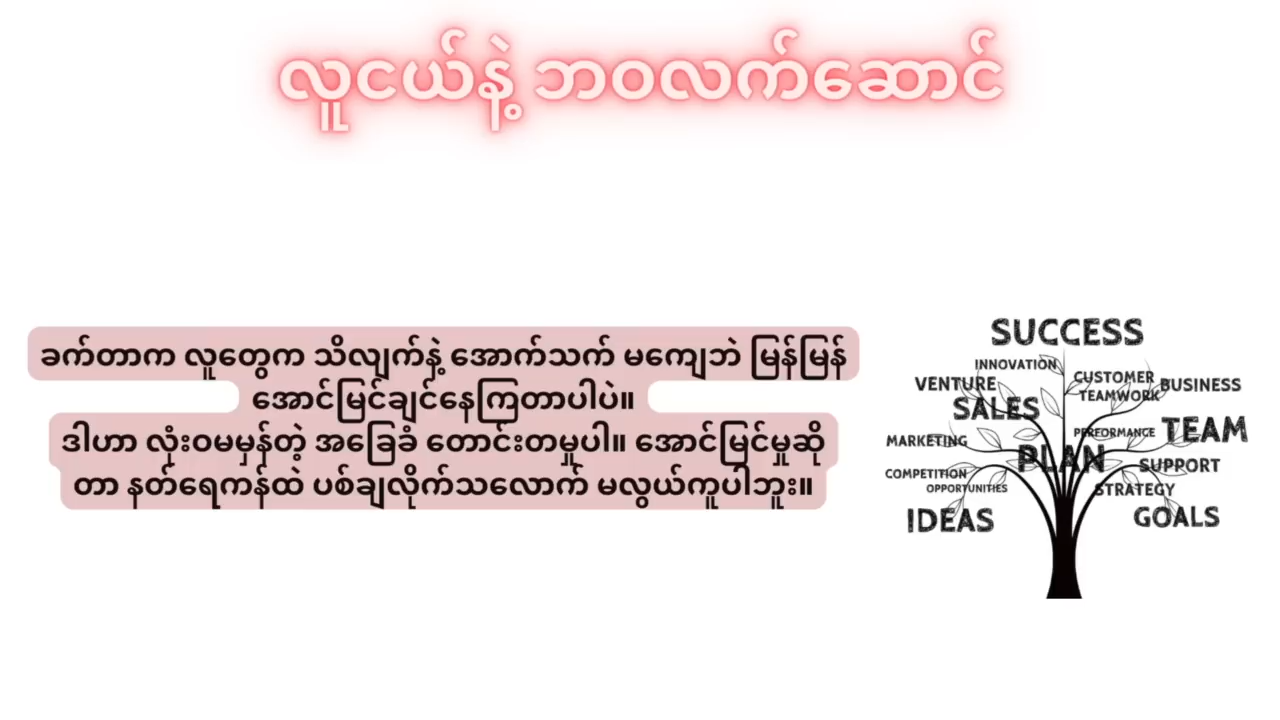 လူငယ်နဲ့ ဘဝလက်ဆောင်
ခက်တာက လူတွေက သိလျက်နဲ့ အောက်သက် မကျေဘဲ မြန်မြန်
အောင်မြင်ချင်နေကြတာပါပဲ။
ဒါဟာ လုံးဝမမှန်တဲ့ အခြေခံ တောင်းတမှုပါ။ အောင်မြင်မှုဆို
တာ နတ်ရေကန်ထဲ ပစ်ချလိုက်သလောက် မလွယ်ကူပါဘူး။
SUCCESS
INNOVATION
VENTURE
CUSTOMER
BUSINESS
TEAMWORK
SALES
MARKETING
PERFORMANCE
TEAM
PLAN
SUPPORT
COMPETITION
OPPORTUNITIES
STRATEGY
IDEAS
GOALS